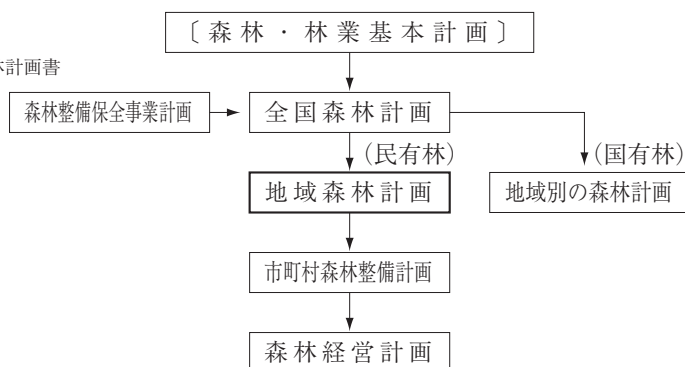 〔森林・林業基本計画〕
本計画書
森林整備保全事業計画
全国森林計画
(民有林)
(国有林)
地域森林計画
地域別の森林計画
市町村森林整備計画
森林経営計画